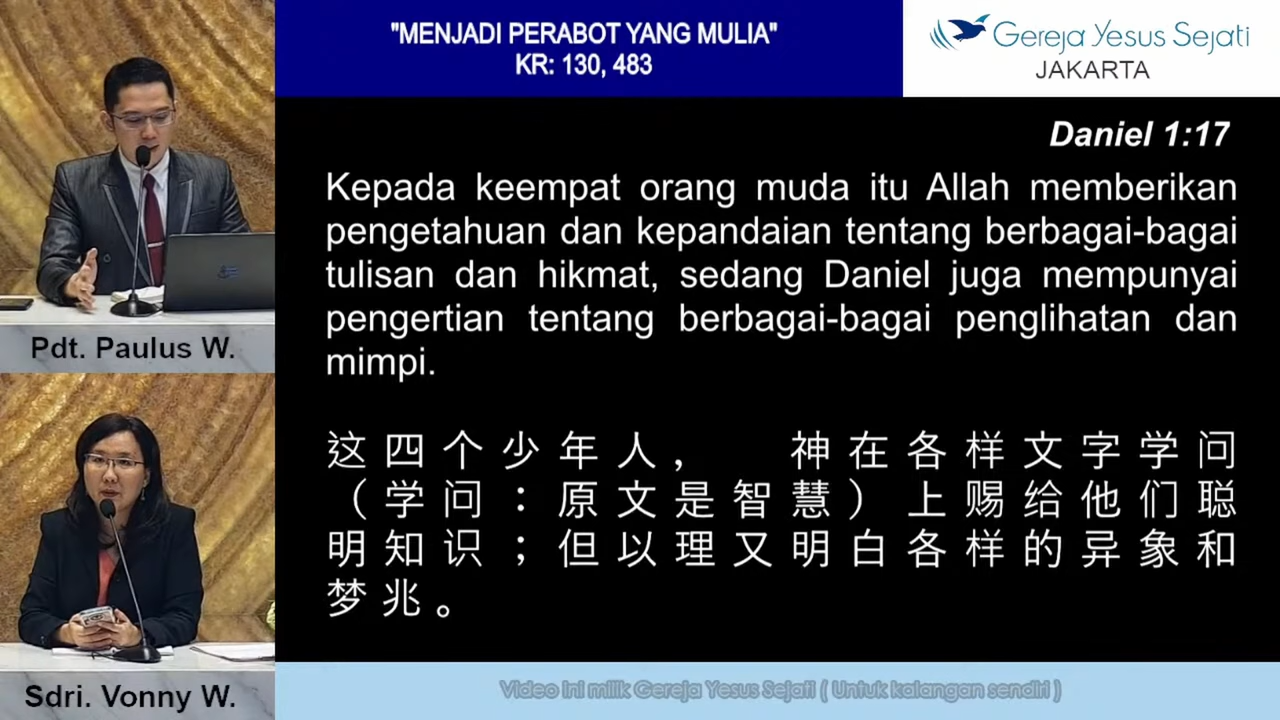 "MENJADI PERABOT YANG MULIA"
KR: 130, 483
Gereja Yesus Sejati
JAKARTA
Daniel 1:17
Kepada keempat orang muda itu Allah memberikan
pengetahuan dan kepandaian tentang berbagai-bagai
tulisan dan hikmat, sedang Daniel juga mempunyai
pengertian tentang berbagai-bagai penglihatan dan
mimpi.
这四个少年人， 神在各样文字学问
（学问：原文是智慧）上赐给他们聪
明知识；但以理又明白各样的异象和
梦兆。
Pdt. Paulus W.
Sdri. Vonny W.
Video ini milik Gereja Yesus Sejati ( Untuk kalangan sendiri )